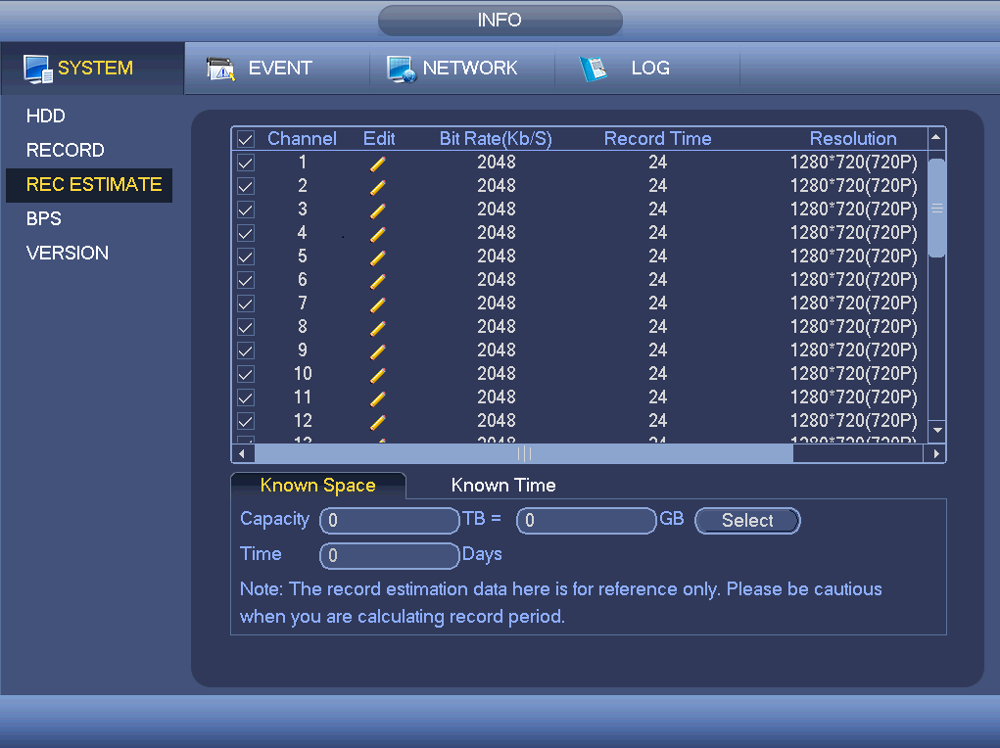 INFO
SYSTEM EVENT NETWORK LOG
HDD
RECORD
REC ESTIMATE
BPS
VERSION
Channel Edit Bit Rate(Kb/S) Record Time Resolution
1 2048 24 1280*720(720P)
2 2048 24 1280*720(720P)
3 2048 24 1280*720(720P)
4 2048 24 1280*720(720P)
5 2048 24 1280*720(720P)
6 2048 24 1280*720(720P)
7 2048 24 1280*720(720P)
8 2048 24 1280*720(720P)
9 2048 24 1280*720(720P)
10 2048 24 1280*720(720P)
11 2048 24 1280*720(720P)
12 2048 24 1280*720(720P)
13 2048 24 1280*720(720P)
Known Space Known Time
Capacity 0 TB = 0 GB Select
Time 0 Days
Note: The record estimation data here is for reference only. Please be cautious
when you are calculating record period.